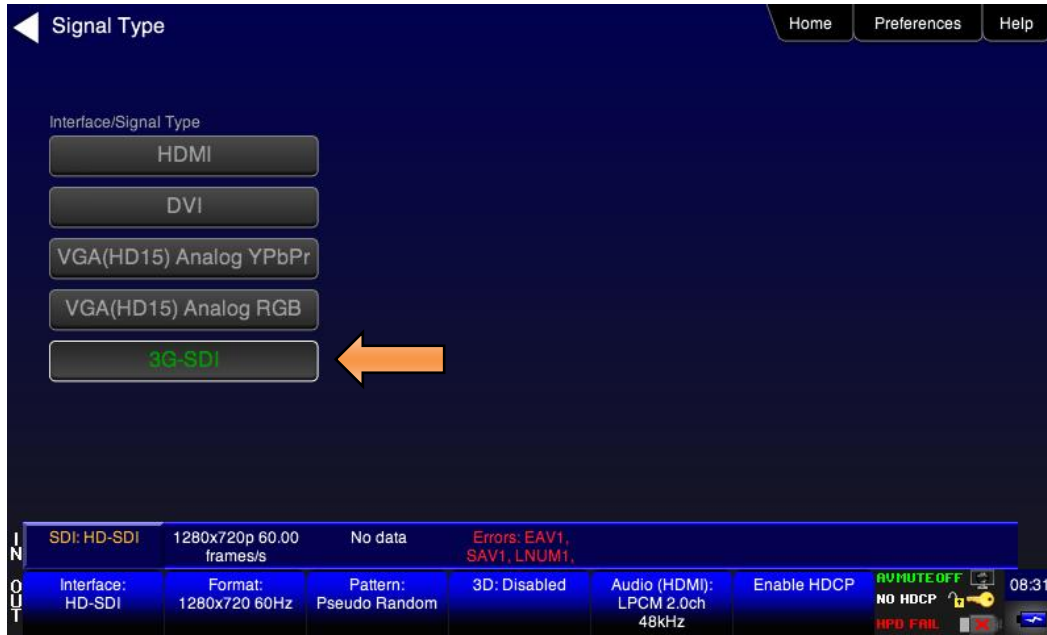 Signal Type
Home
Preferences
Help
Interface/Signal Type
HDMI
DVI
VGA(HD15) Analog YPbPr
VGA(HD15) Analog RGB
3G-SDI
IN
SDI: HD-SDI
1280x720p 60.00
frames/s
No data
Errors: EAV1,
SAV1, LNUM1,
OUT
Interface:
HD-SDI
Format:
1280x720 60Hz
Pattern:
Pseudo Random
3D: Disabled
Audio (HDMI):
LPCM 2.0ch
48kHz
Enable HDCP
AVMUTEOFF
NO HDCP
HPD FAIL
08:31